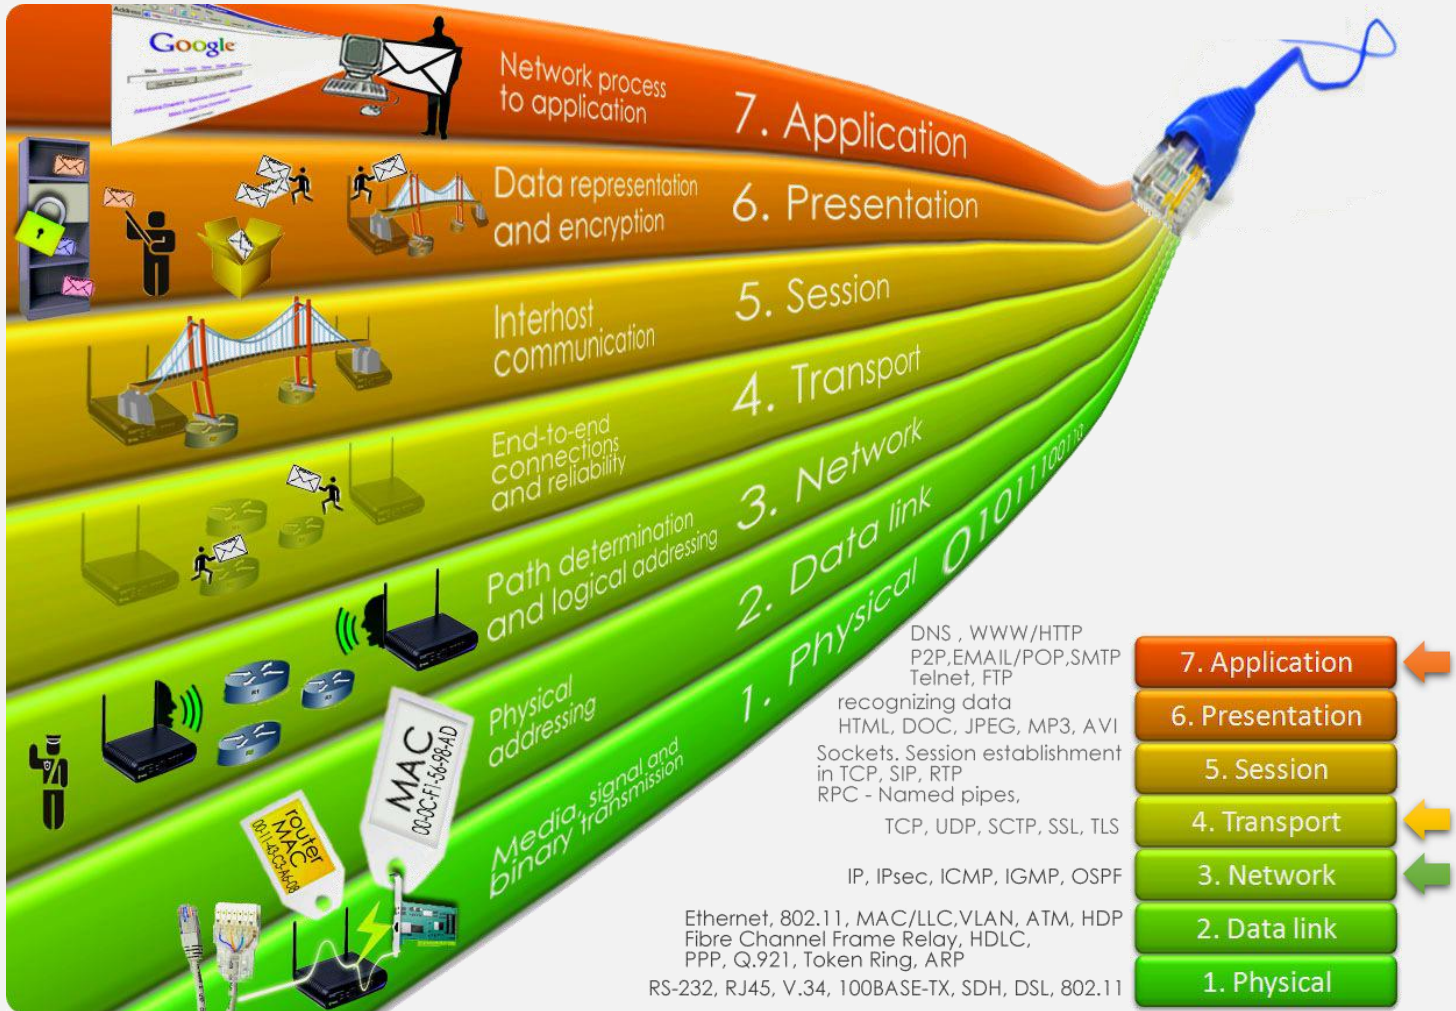 Address
Google
Network process
to application
7. Application
Data representation
and encryption
6. Presentation
Interhost
communication
5. Session
End-to-end
connections
and reliability
4. Transport
Path determination
and logical addressing
3. Network
Physical
addressing
2. Data link
Media, signal and
binary transmission
1. Physical
0101110011
R1
MAC
00-0C-F1-56-98-AD
router
MAC
00-11-43-C3-A6-08
DNS , WWW/HTTP
P2P,EMAIL/POP,SMTP
Telnet, FTP
7. Application
recognizing data
HTML, DOC, JPEG, MP3, AVI
6. Presentation
Sockets. Session establishment
in TCP, SIP, RTP
RPC - Named pipes,
5. Session
TCP, UDP, SCTP, SSL, TLS
4. Transport
IP, IPsec, ICMP, IGMP, OSPF
3. Network
Ethernet, 802.11, MAC/LLC,VLAN, ATM, HDP
Fibre Channel Frame Relay, HDLC,
PPP, Q.921, Token Ring, ARP
2. Data link
RS-232, RJ45, V.34, 100BASE-TX, SDH, DSL, 802.11
1. Physical